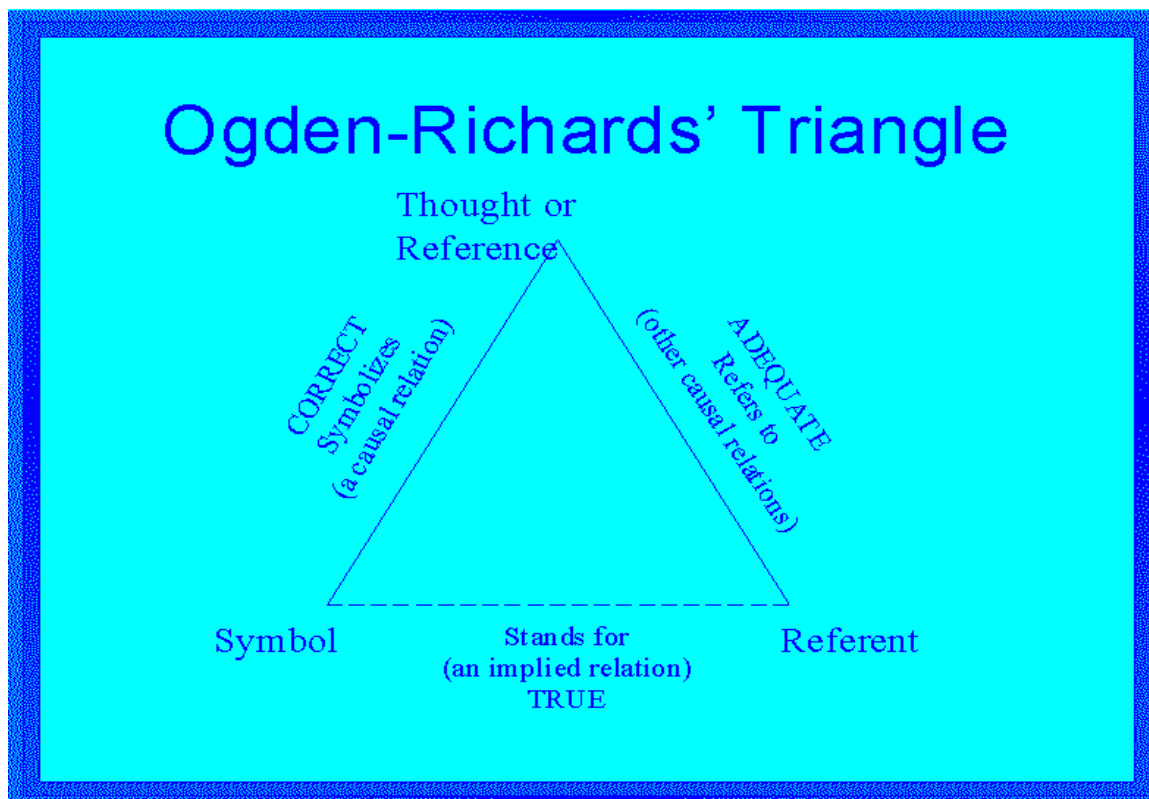 Ogden-Richards’ Triangle
Thought or
Reference
CORRECT
Symbolizes
(a causal relation)
ADEQUATE
Refers to
(other causal relations)
Symbol
Stands for
(an implied relation)
TRUE
Referent